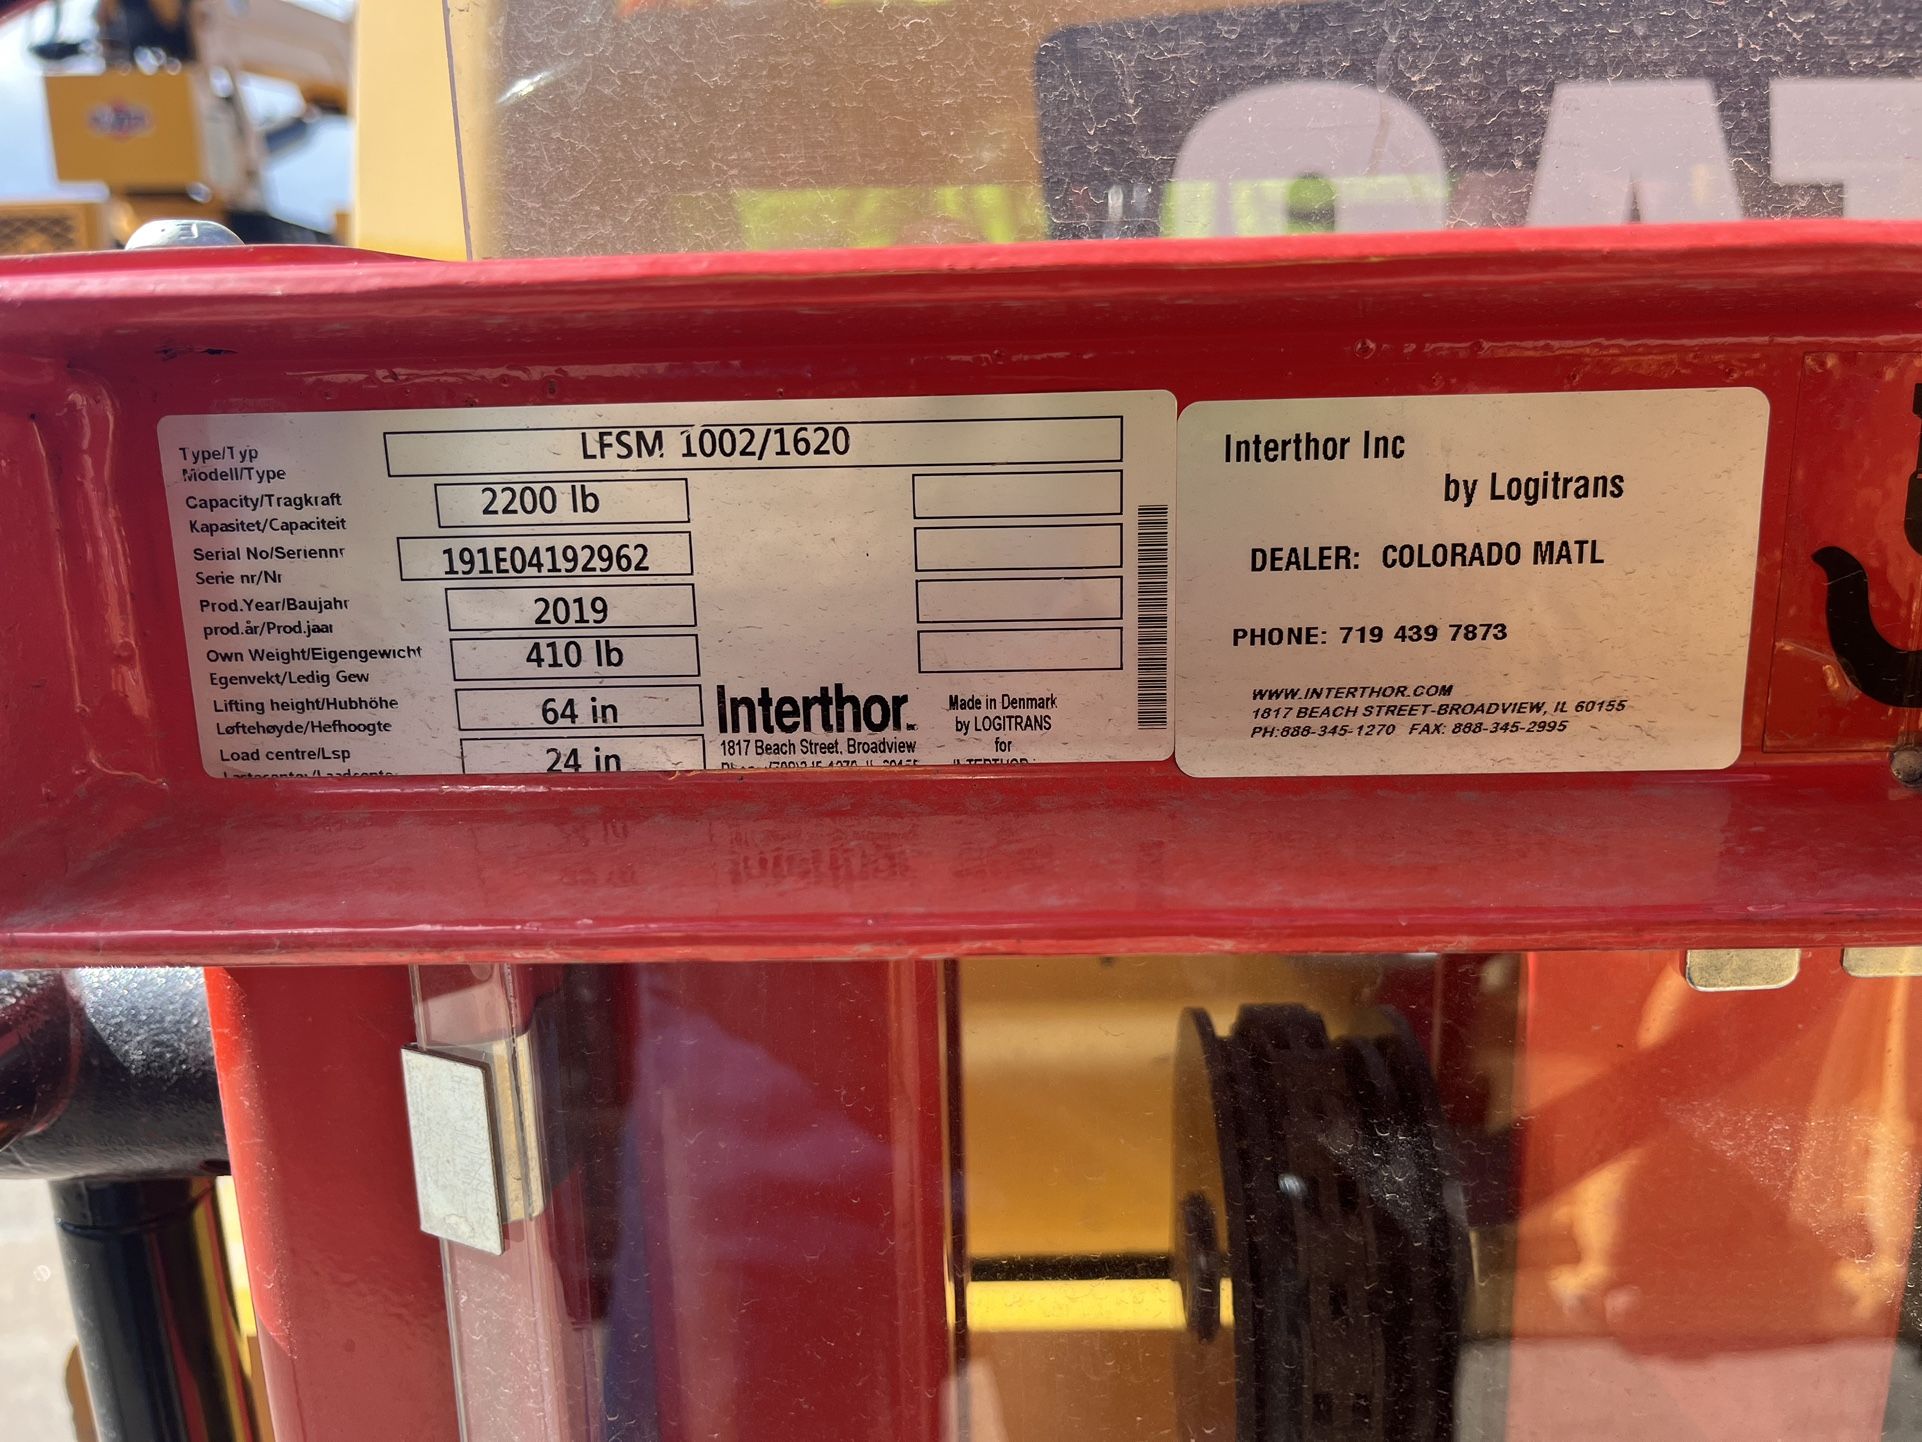 CAT
Type/Typ
Modell/Type
LFSM 1002/1620
Capacity/Tragkraft
Kapasitet/Capaciteit
2200 lb
Serial No/Seriennr
Serie nr/Nr
191E04192962
Prod.Year/Baujahr
prod.år/Prod.jaar
2019
Own Weight/Eigengewicht
Egenvekt/Ledig Gew
410 lb
Lifting height/Hubhöhe
Løftehøyde/Hefhoogte
64 in
Load centre/Lsp
24 in
Interthor
1817 Beach Street, Broadview
Made in Denmark
by LOGITRANS
for
Interthor Inc
by Logitrans
DEALER: COLORADO MATL
PHONE: 719 439 7873
WWW.INTERTHOR.COM
1817 BEACH STREET-BROADVIEW, IL 60155
PH:888-345-1270 FAX: 888-345-2995